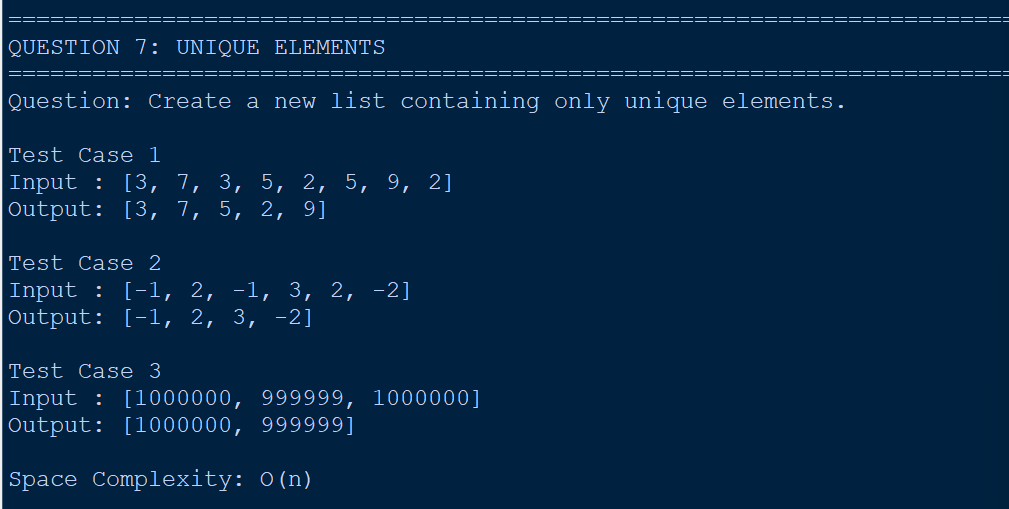 ========================================================================
QUESTION 7: UNIQUE ELEMENTS
========================================================================
Question: Create a new list containing only unique elements.
Test Case 1
Input : [3, 7, 3, 5, 2, 5, 9, 2]
Output: [3, 7, 5, 2, 9]
Test Case 2
Input : [-1, 2, -1, 3, 2, -2]
Output: [-1, 2, 3, -2]
Test Case 3
Input : [1000000, 999999, 1000000]
Output: [1000000, 999999]
Space Complexity: O(n)